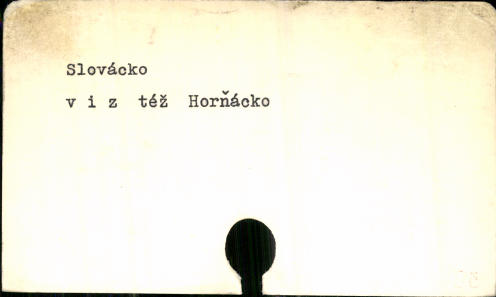 Slovácko
v i z též Horňácko